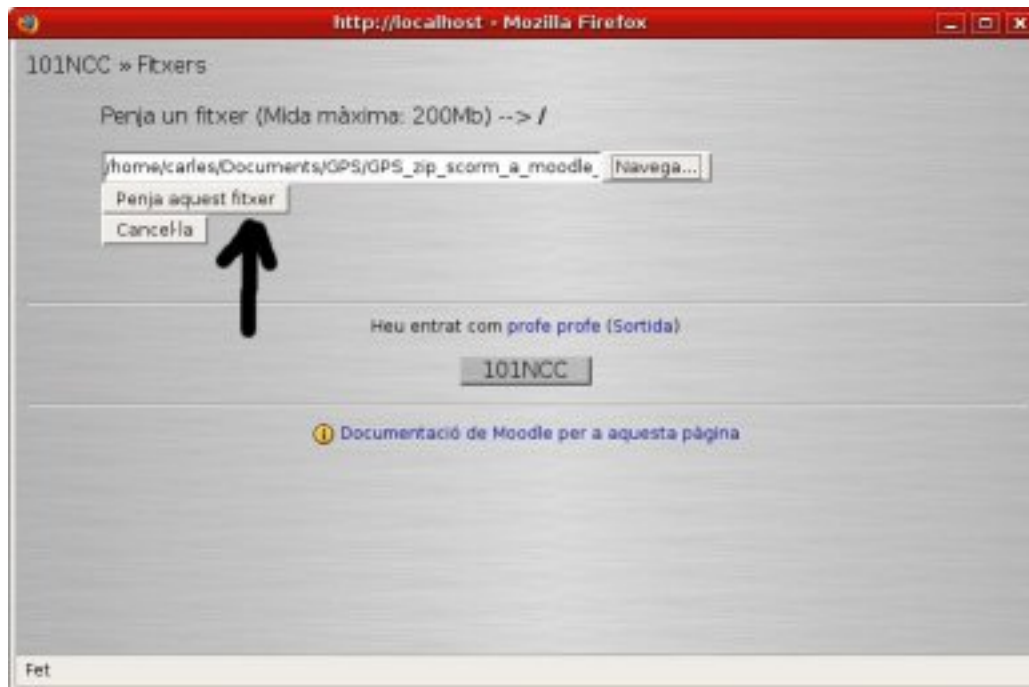 http://localhost - Mozilla Firefox
101NCC » Fitxers
Penja un fitxer (Mida màxima: 200Mb) --> /
/home/carles/Documents/GPS/GPS_zip_scorm_a_moodle_ Navega...
Penja aquest fitxer
Cancel·la
Heu entrat com profe profe (Sortida)
101NCC
Documentació de Moodle per a aquesta pàgina
Fet